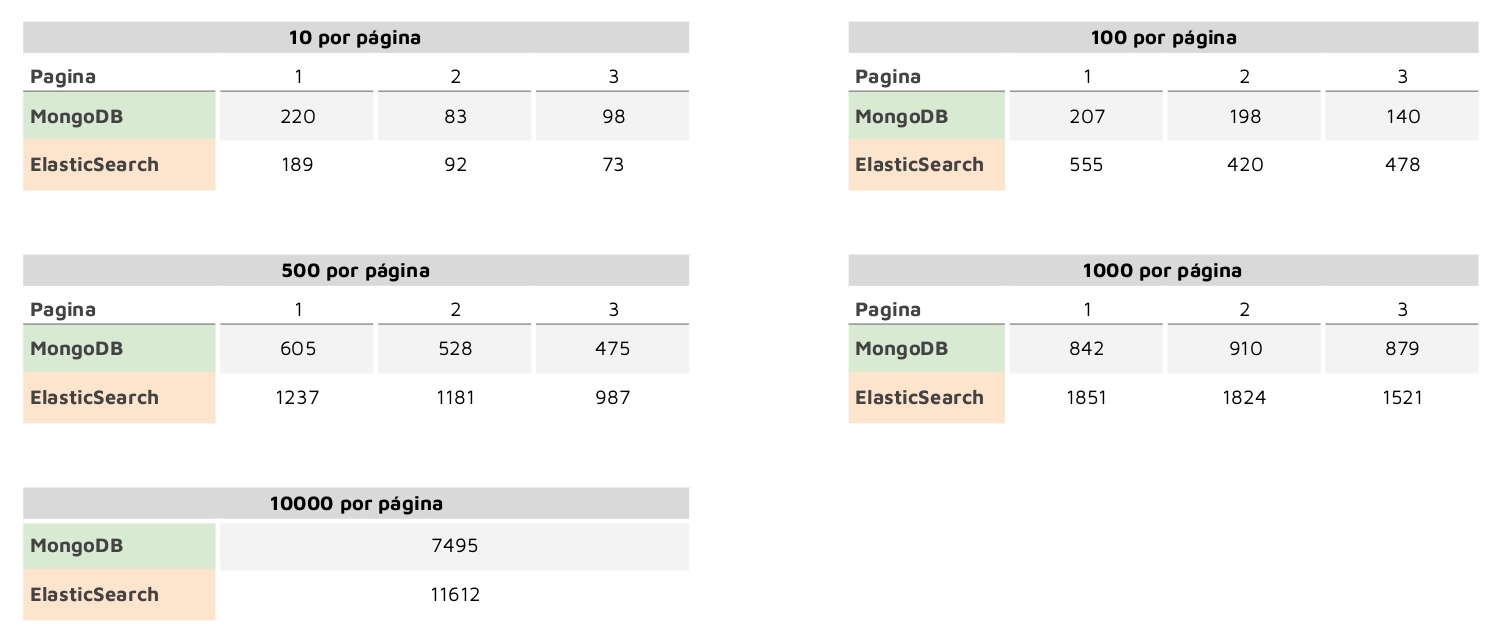 10 por página
Pagina 1 2 3
MongoDB 220 83 98
ElasticSearch 189 92 73
100 por página
Pagina 1 2 3
MongoDB 207 198 140
ElasticSearch 555 420 478
500 por página
Pagina 1 2 3
MongoDB 605 528 475
ElasticSearch 1237 1181 987
1000 por página
Pagina 1 2 3
MongoDB 842 910 879
ElasticSearch 1851 1824 1521
10000 por página
MongoDB 7495
ElasticSearch 11612